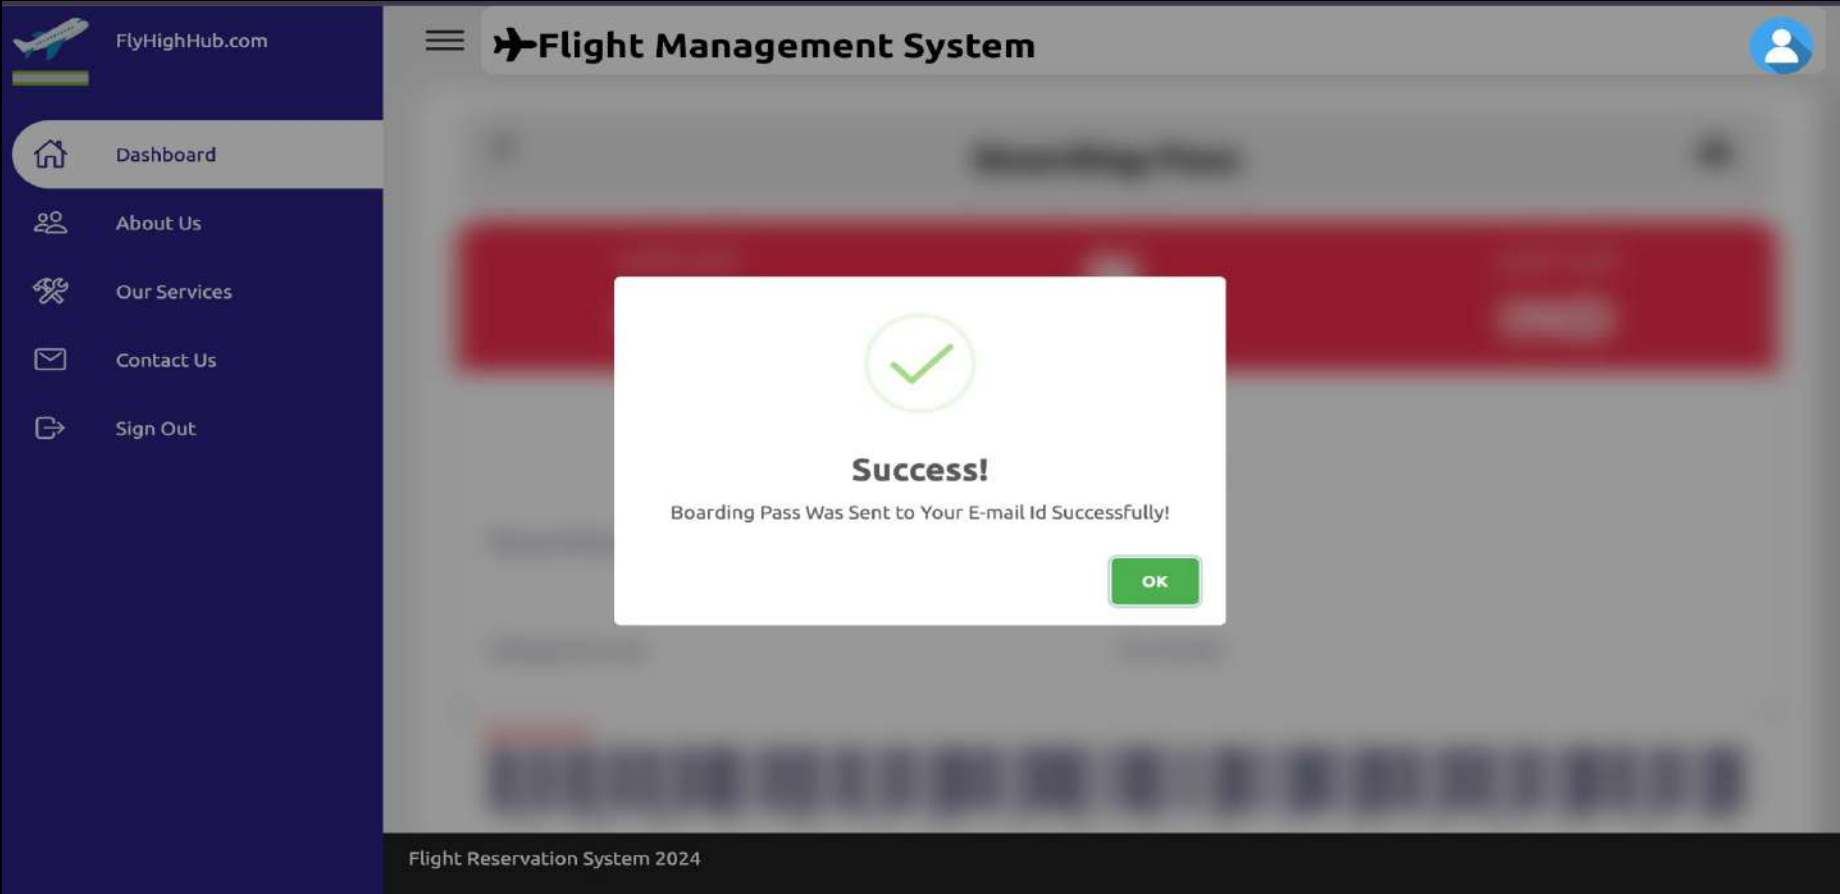 FlyHighHub.com
Flight Management System
Dashboard
About Us
Our Services
Contact Us
Sign Out
Success!
Boarding Pass Was Sent to Your E-mail Id Successfully!
OK
Flight Reservation System 2024